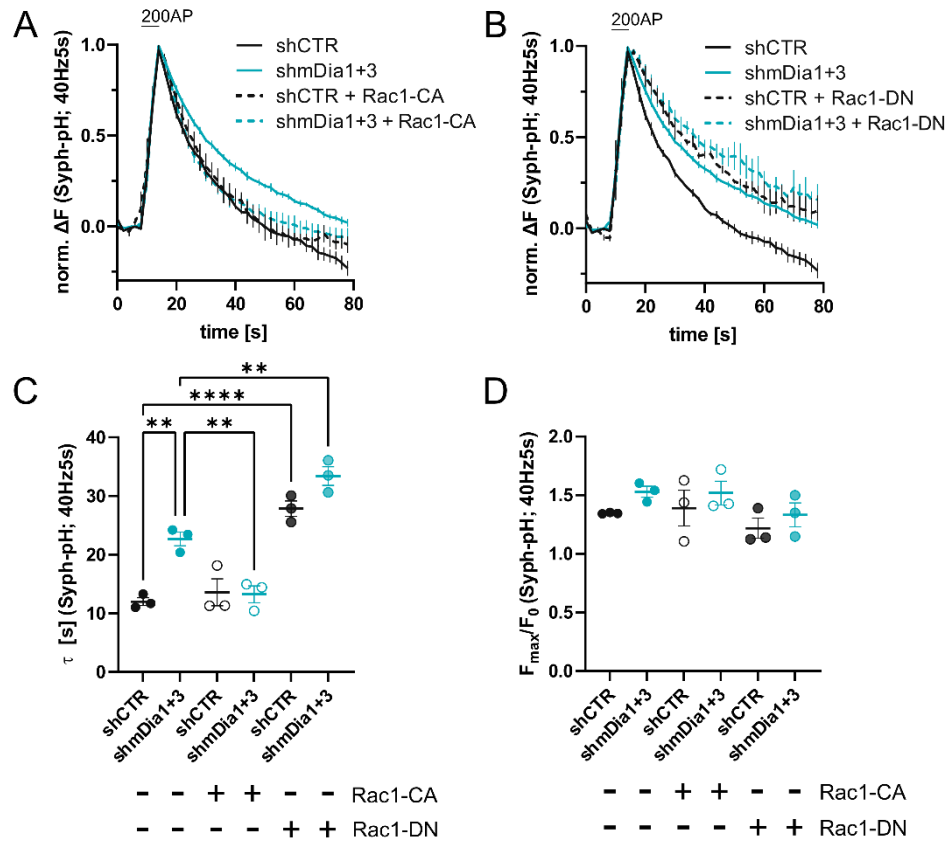 A
200AP
norm. ΔF (Syph-pH; 40Hz5s)
1.0
0.5
0.0
0
20
40
60
80
time [s]
shCTR
shmDia1+3
shCTR + Rac1-CA
shmDia1+3 + Rac1-CA
B
200AP
norm. ΔF (Syph-pH; 40Hz5s)
1.0
0.5
0.0
0
20
40
60
80
time [s]
shCTR
shmDia1+3
shCTR + Rac1-DN
shmDia1+3 + Rac1-DN
C
**
****
** **
τ [s] (Syph-pH; 40Hz5s)
40
30
20
10
0
shCTR
shmDia1+3
shCTR
shmDia1+3
shCTR
shmDia1+3
- - + + - - Rac1-CA
- - - - + + Rac1-DN
D
Fmax/F0 (Syph-pH; 40Hz5s)
2.0
1.5
1.0
0.5
0.0
shCTR
shmDia1+3
shCTR
shmDia1+3
shCTR
shmDia1+3
- - + + - - Rac1-CA
- - - - + + Rac1-DN